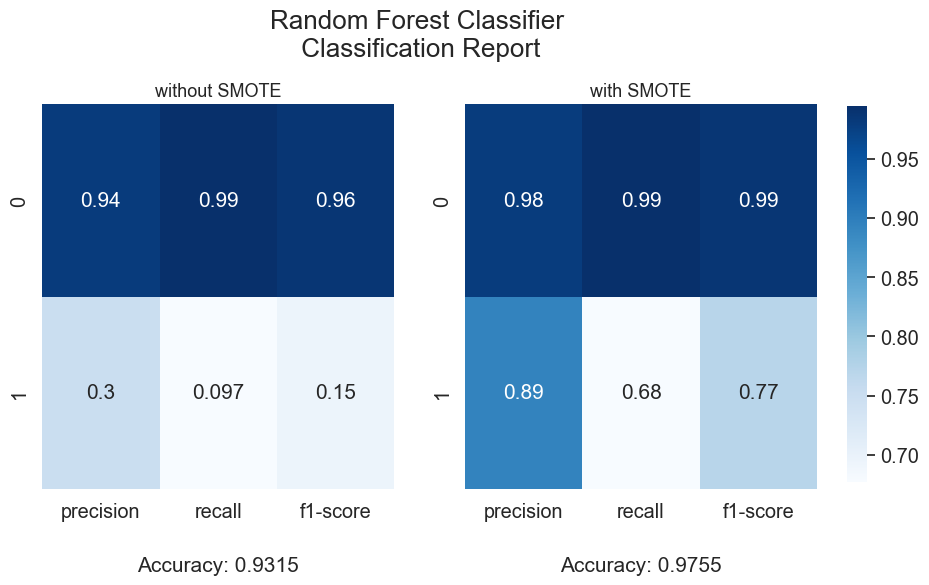 Random Forest Classifier
Classification Report
without SMOTE
0
0.94 0.99 0.96
1
0.3 0.097 0.15
precision recall f1-score
Accuracy: 0.9315
with SMOTE
0
0.98 0.99 0.99
1
0.89 0.68 0.77
precision recall f1-score
Accuracy: 0.9755
0.95
0.90
0.85
0.80
0.75
0.70